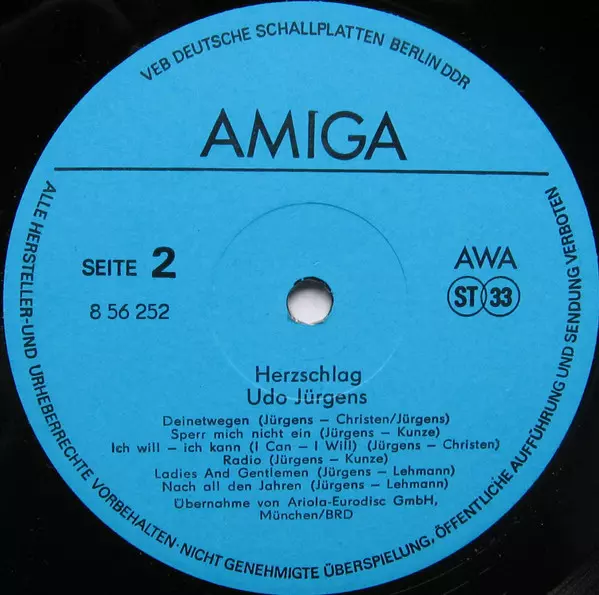 VEB DEUTSCHE SCHALLPLATTEN BERLIN DDR
AMIGA
SEITE 2
8 56 252
AWA
ST 33
Herzschlag
Udo Jürgens
Deinetwegen (Jürgens – Christen/Jürgens)
Sperr mich nicht ein (Jürgens – Kunze)
Ich will – ich kann (I Can – I Will) (Jürgens – Christen)
Radio (Jürgens – Kunze)
Ladies And Gentlemen (Jürgens – Lehmann)
Nach all den Jahren (Jürgens – Lehmann)
Übernahme von Ariola-Eurodisc GmbH,
München/BRD
ALLE HERSTELLER-UND URHEBERRECHTE VORBEHALTEN · NICHT GENEHMIGTE ÜBERSPIELUNG, ÖFFENTLICHE AUFFÜHRUNG UND SENDUNG VERBOTEN